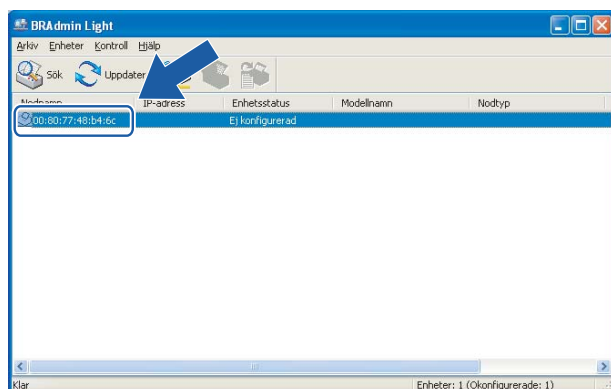 BRAdmin Light
Arkiv Enheter Kontroll Hjälp
Sök Uppdater
Nodnamn IP-adress Enhetsstatus Modellnamn Nodtyp
00:80:77:48:b4:6c Ej konfigurerad
Klar Enheter: 1 (Okonfigurerade: 1)